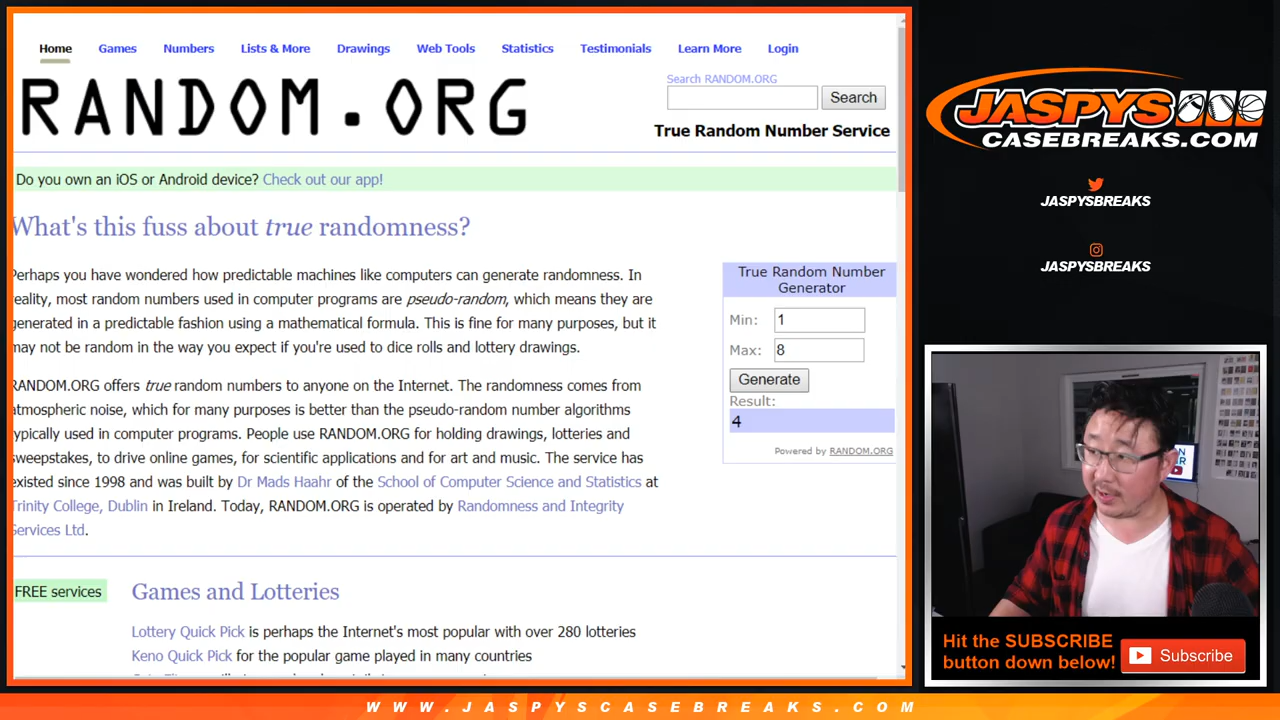 Home Games Numbers Lists & More Drawings Web Tools Statistics Testimonials Learn More Login
RANDOM.ORG
Search RANDOM.ORG
Search
True Random Number Service
Do you own an iOS or Android device? Check out our app!
What's this fuss about true randomness?
Perhaps you have wondered how predictable machines like computers can generate randomness. In
reality, most random numbers used in computer programs are pseudo-random, which means they are
generated in a predictable fashion using a mathematical formula. This is fine for many purposes, but it
may not be random in the way you expect if you're used to dice rolls and lottery drawings.
RANDOM.ORG offers true random numbers to anyone on the Internet. The randomness comes from
atmospheric noise, which for many purposes is better than the pseudo-random number algorithms
typically used in computer programs. People use RANDOM.ORG for holding drawings, lotteries and
sweepstakes, to drive online games, for scientific applications and for art and music. The service has
existed since 1998 and was built by Dr Mads Haahr of the School of Computer Science and Statistics at
Trinity College, Dublin in Ireland. Today, RANDOM.ORG is operated by Randomness and Integrity
Services Ltd.
True Random Number
Generator
Min: 1
Max: 8
Generate
Result:
4
Powered by RANDOM.ORG
FREE services
Games and Lotteries
Lottery Quick Pick is perhaps the Internet's most popular with over 280 lotteries
Keno Quick Pick for the popular game played in many countries
JASPYS
CASEBREAKS.COM
JASPYSBREAKS
JASPYSBREAKS
Hit the SUBSCRIBE
button down below!
Subscribe
WWW.JASPYSCASEBREAKS.COM